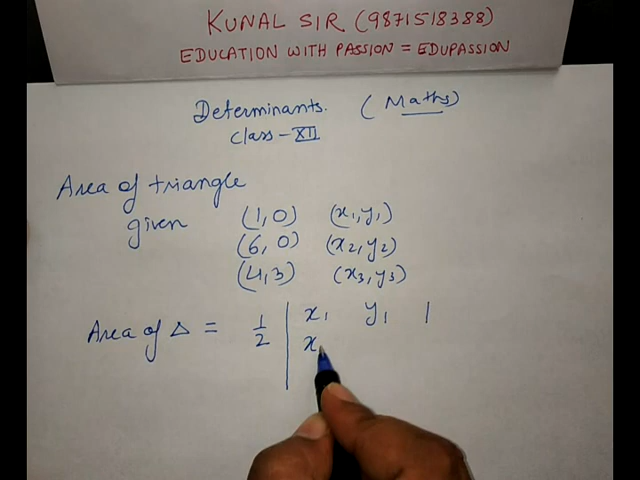 KUNAL SIR (9871518388)
EDUCATION WITH PASSION = EDUPASSION
Determinants. (Maths)
Class - XII
Area of triangle
given (1,0) (x₁,y₁)
(6,0) (x₂,y₂)
(4,3) (x₃,y₃)
Area of Δ = 1/2 | x₁ y₁ 1
x